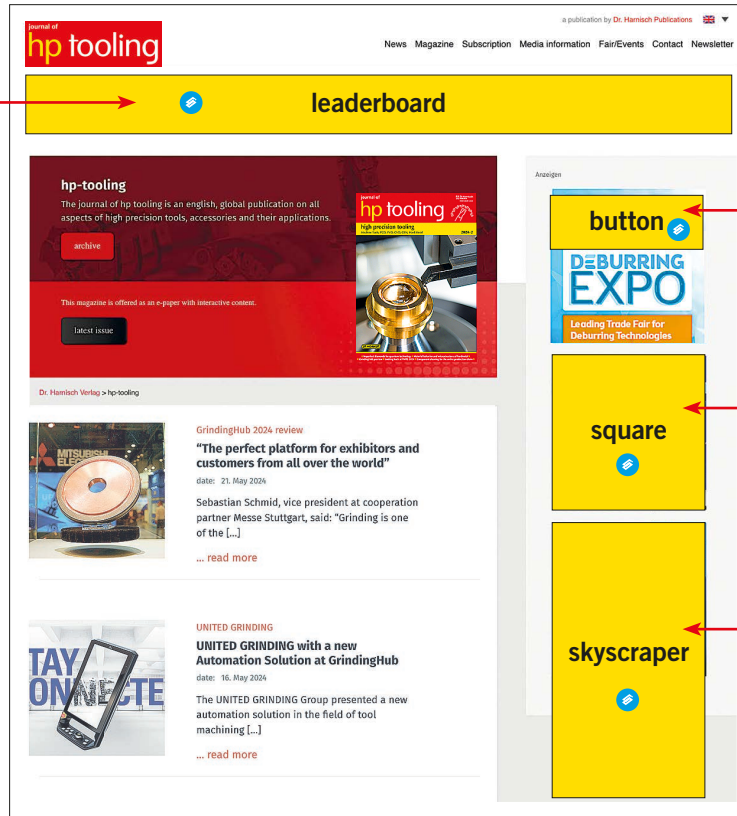 a publication by Dr. Harnisch Publications
journal of
hp tooling
News Magazine Subscription Media information Fair/Events Contact Newsletter
leaderboard
hp-tooling
The journal of hp tooling is an english, global publication on all
aspects of high precision tools, accessories and their applications.
archive
This magazine is offered as an e-paper with interactive content.
latest issue
journal of
hp tooling
high precision tooling
2024-2
Dr. Harnisch Verlag > hp-tooling
Anzeigen
button
DEBURRING
EXPO
Leading Trade Fair for
Deburring Technologies
square
skyscraper
MITSUBISHI
ELEC
GrindingHub 2024 review
“The perfect platform for exhibitors and
customers from all over the world”
date: 21. May 2024
Sebastian Schmid, vice president at cooperation
partner Messe Stuttgart, said: “Grinding is one
of the [...]
... read more
TAY
ONNECTE
UNITED GRINDING
UNITED GRINDING with a new
Automation Solution at GrindingHub
date: 16. May 2024
The UNITED GRINDING Group presented a new
automation solution in the field of tool
machining [...]
... read more